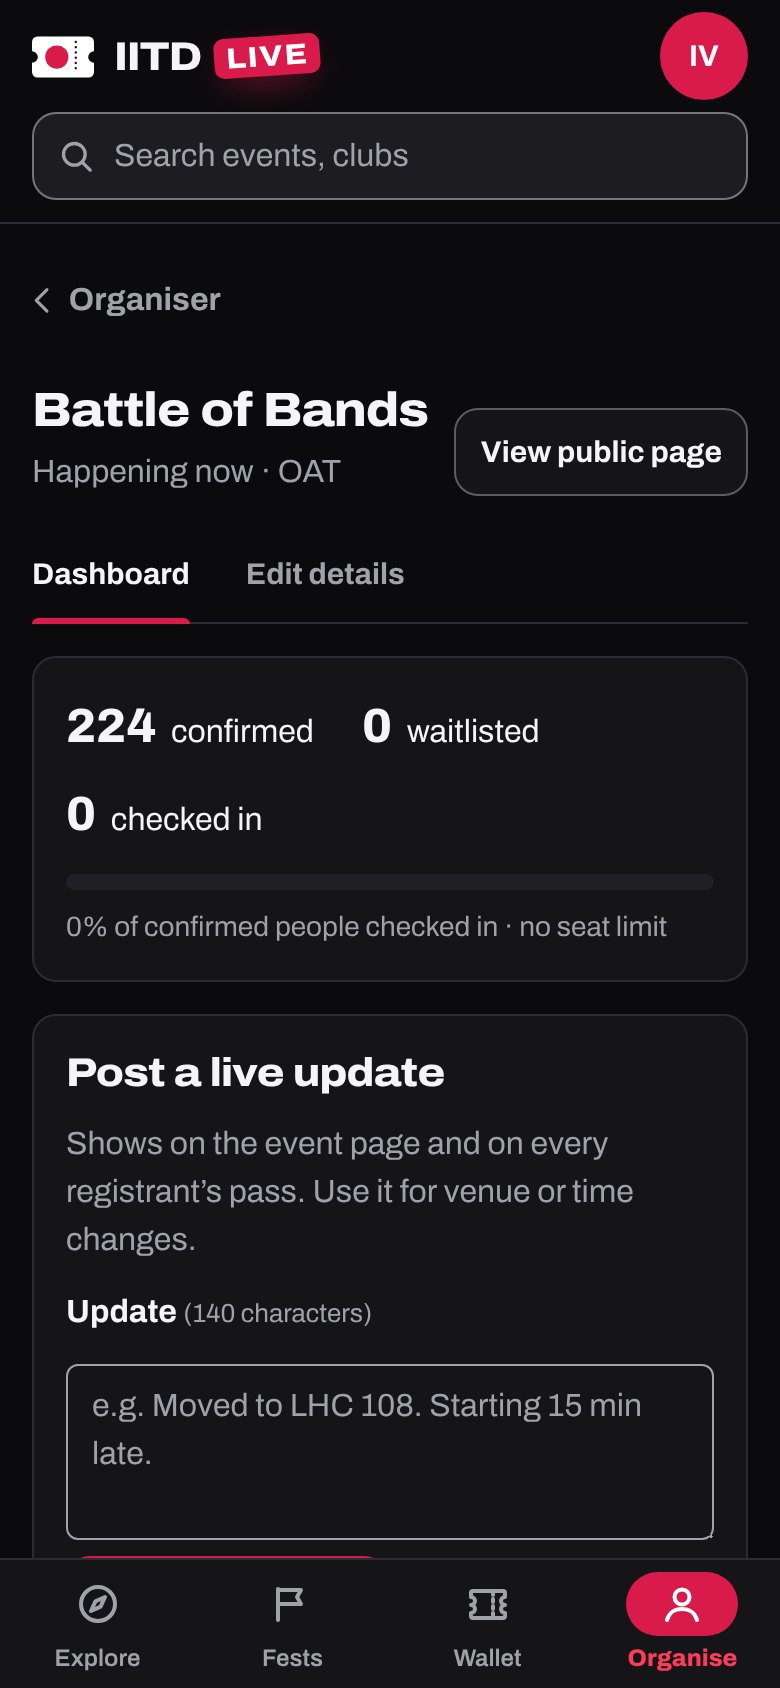 IITD LIVE
IV
Search events, clubs
Organiser
Battle of Bands
Happening now · OAT
View public page
Dashboard
Edit details
224 confirmed
0 waitlisted
0 checked in
0% of confirmed people checked in · no seat limit
Post a live update
Shows on the event page and on every
registrant’s pass. Use it for venue or time
changes.
Update (140 characters)
e.g. Moved to LHC 108. Starting 15 min
late.
Explore
Fests
Wallet
Organise